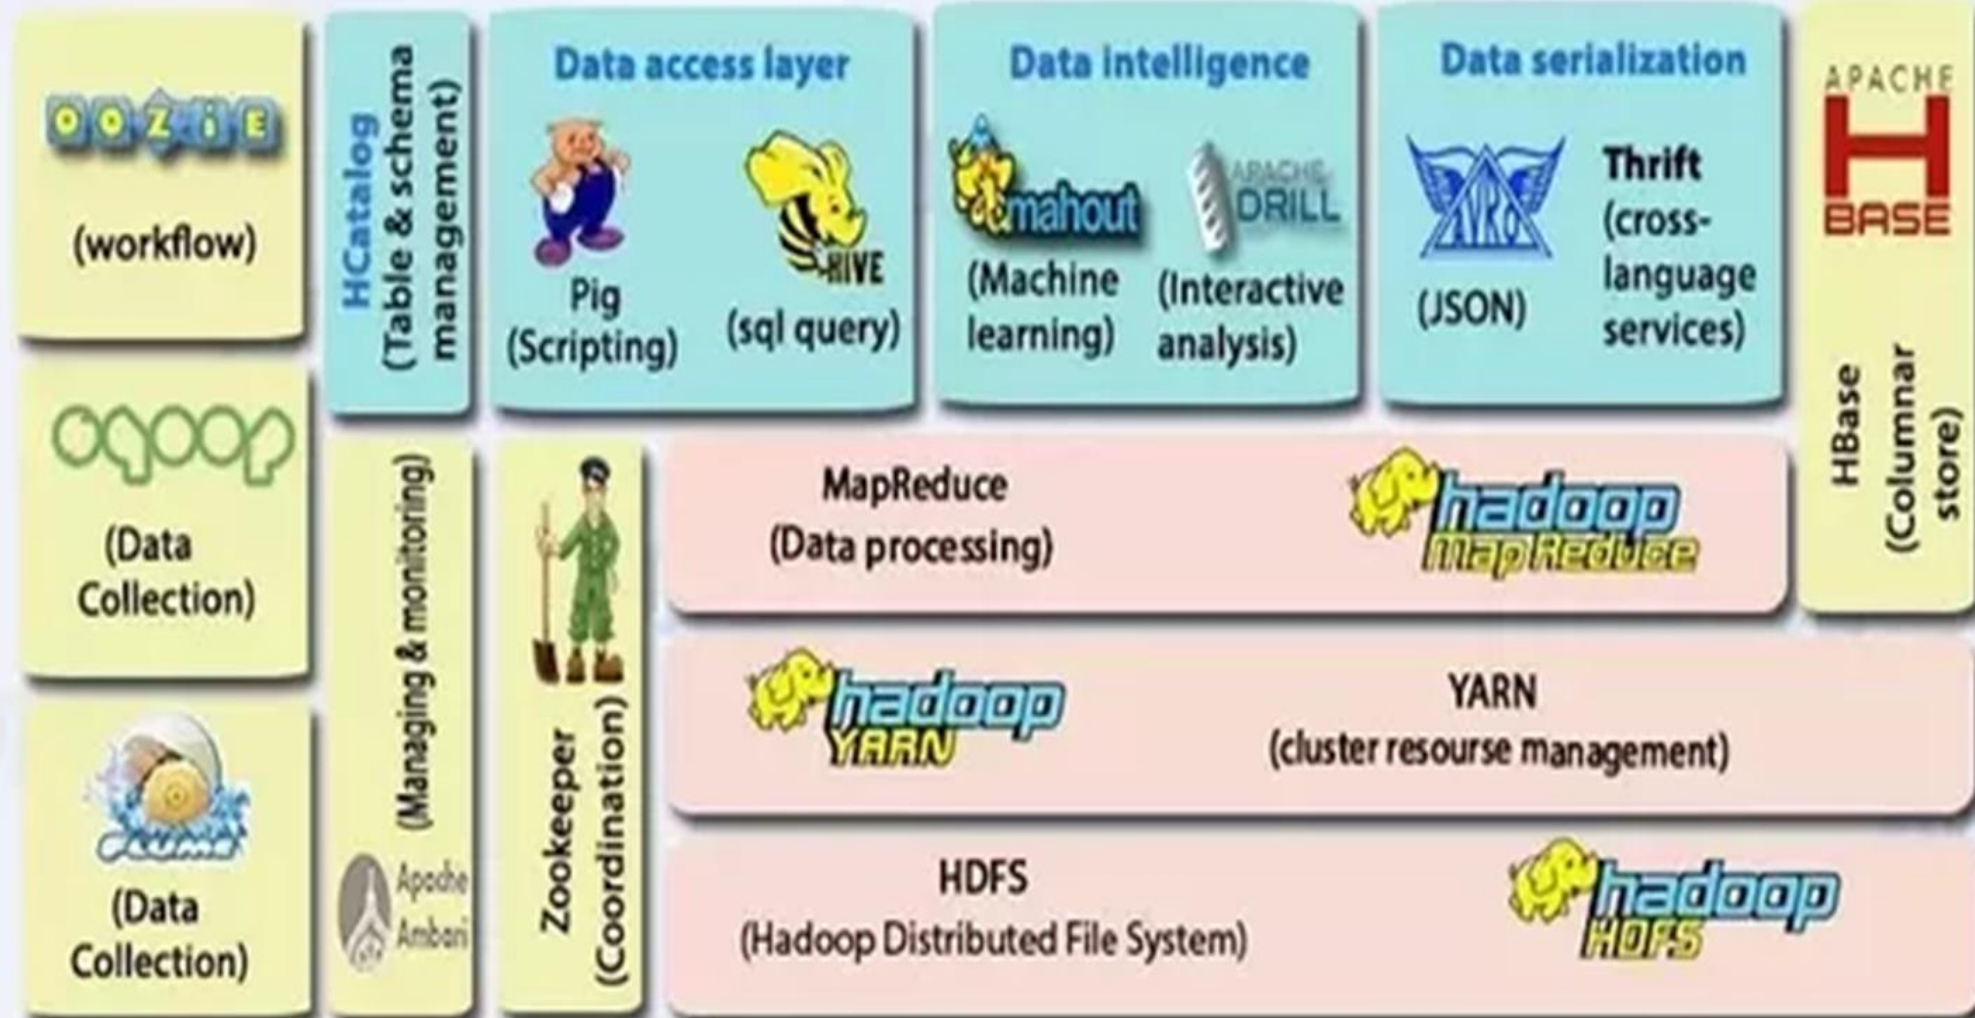 OOZiE
(workflow)
sqoop
(Data
Collection)
FLUME
(Data
Collection)
HCatalog
(Table & schema
management)
(Managing & monitoring)
Apache
Ambari
Zookeeper
(Coordination)
Data access layer
Pig
(Scripting)
HIVE
(sql query)
Data intelligence
mahout
(Machine
learning)
APACHE
DRILL
(Interactive
analysis)
Data serialization
AVRO
(JSON)
Thrift
(cross-
language
services)
APACHE
H
BASE
HBase
(Columnar
store)
MapReduce
(Data processing)
hadoop
MapReduce
hadoop
YARN
YARN
(cluster resourse management)
HDFS
(Hadoop Distributed File System)
hadoop
HDFS